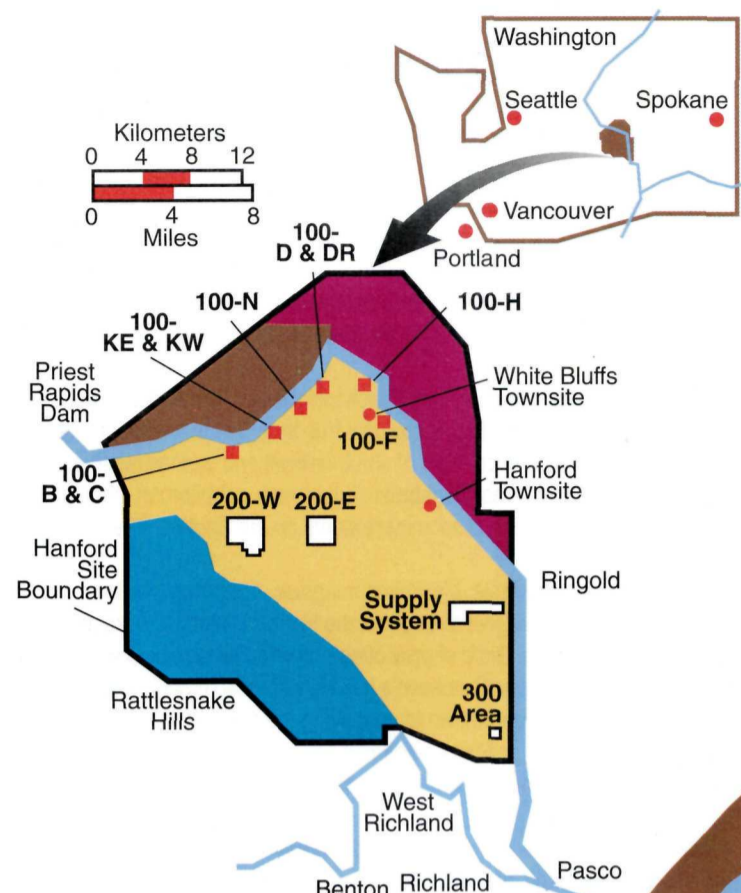 Washington
Seattle
Spokane
Vancouver
Portland
Kilometers
0 4 8 12
0 4 8
Miles
100-
D & DR
100-N
100-H
100-
KE & KW
Priest
Rapids
Dam
White Bluffs
Townsite
100-F
100-
B & C
Hanford
Townsite
200-W
200-E
Hanford
Site
Boundary
Ringold
Supply
System
300
Area
Rattlesnake
Hills
West
Richland
Pasco
Benton
Richland